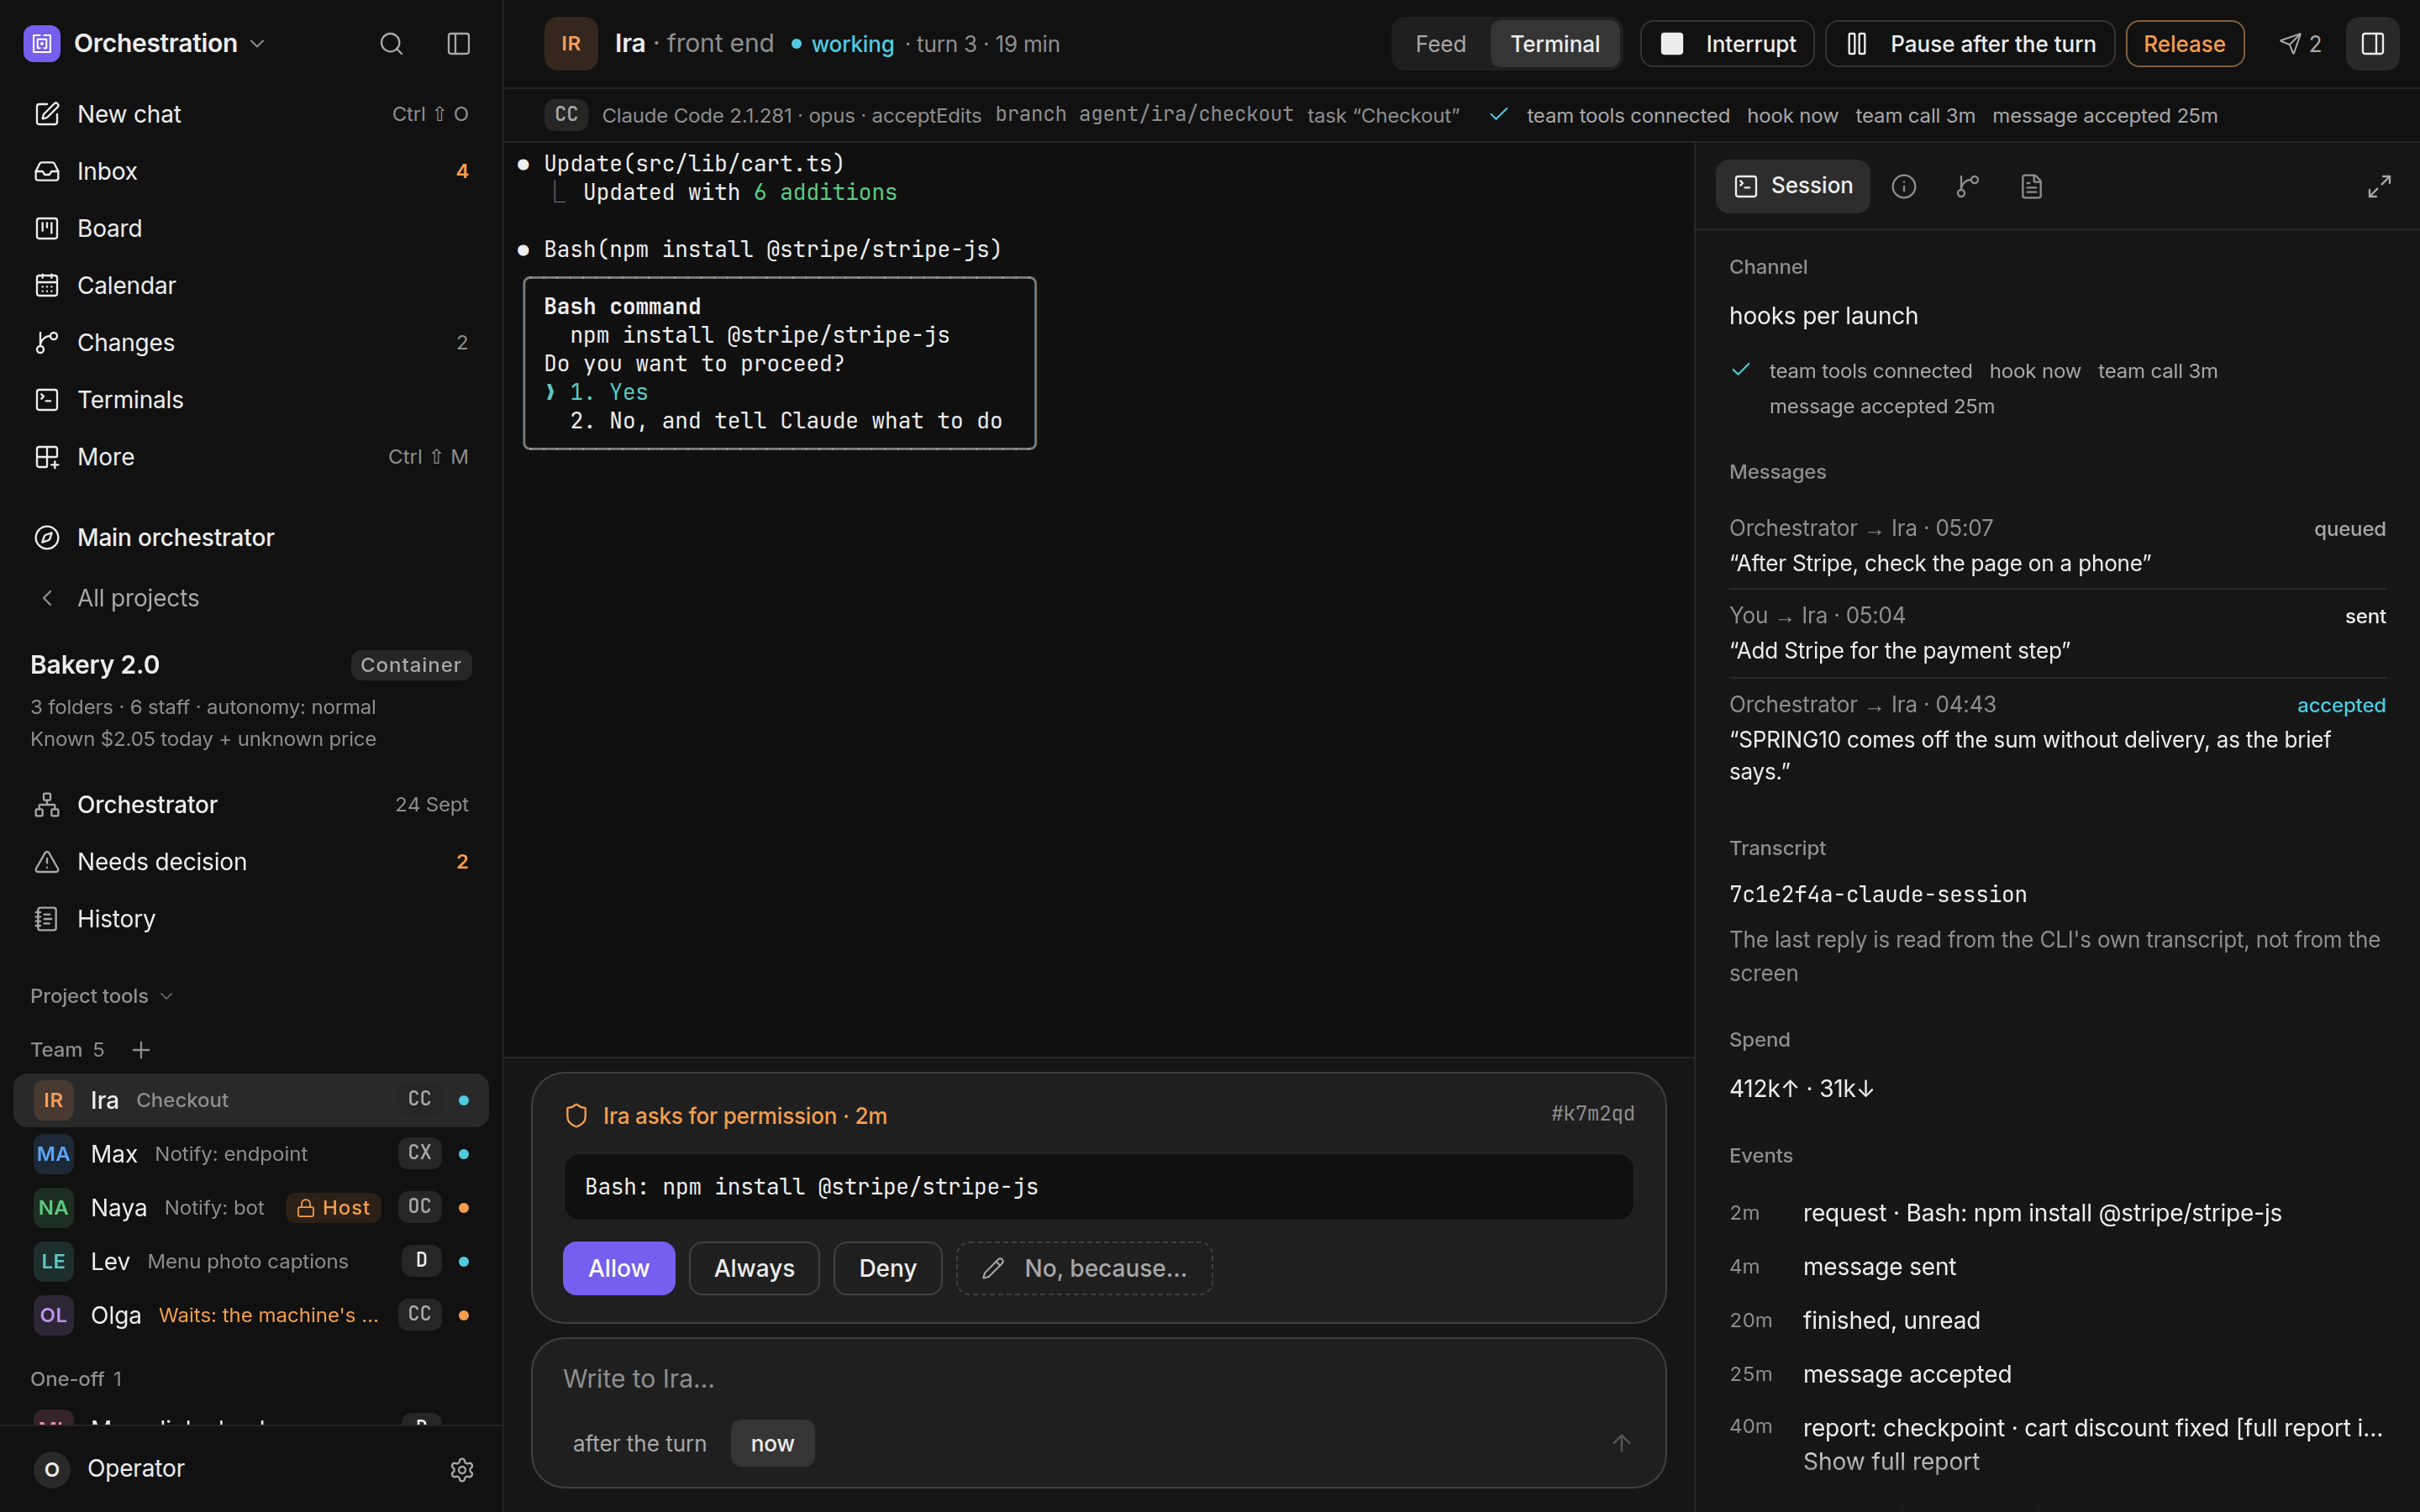 Orchestration
New chat Ctrl ⇧ O
Inbox 4
Board
Calendar
Changes 2
Terminals
More Ctrl ⇧ M
Main orchestrator
All projects
Bakery 2.0 Container
3 folders · 6 staff · autonomy: normal
Known $2.05 today + unknown price
Orchestrator 24 Sept
Needs decision 2
History
Project tools
Team 5
IR Ira Checkout CC
MA Max Notify: endpoint CX
NA Naya Notify: bot Host OC
LE Lev Menu photo captions D
OL Olga Waits: the machine's ... CC
One-off 1
O Operator
IR Ira · front end working · turn 3 · 19 min
Feed Terminal Interrupt Pause after the turn Release 2
CC Claude Code 2.1.281 · opus · acceptEdits branch agent/ira/checkout task “Checkout” team tools connected hook now team call 3m message accepted 25m
● Update(src/lib/cart.ts)
⎿ Updated with 6 additions
● Bash(npm install @stripe/stripe-js)
Bash command
npm install @stripe/stripe-js
Do you want to proceed?
❯ 1. Yes
2. No, and tell Claude what to do
Ira asks for permission · 2m #k7m2qd
Bash: npm install @stripe/stripe-js
Allow Always Deny No, because...
Write to Ira...
after the turn now
Session
Channel
hooks per launch
team tools connected hook now team call 3m
message accepted 25m
Messages
Orchestrator → Ira · 05:07 queued
“After Stripe, check the page on a phone”
You → Ira · 05:04 sent
“Add Stripe for the payment step”
Orchestrator → Ira · 04:43 accepted
“SPRING10 comes off the sum without delivery, as the brief
says.”
Transcript
7c1e2f4a-claude-session
The last reply is read from the CLI's own transcript, not from the
screen
Spend
412k↑ · 31k↓
Events
2m request · Bash: npm install @stripe/stripe-js
4m message sent
20m finished, unread
25m message accepted
40m report: checkpoint · cart discount fixed [full report i...
Show full report